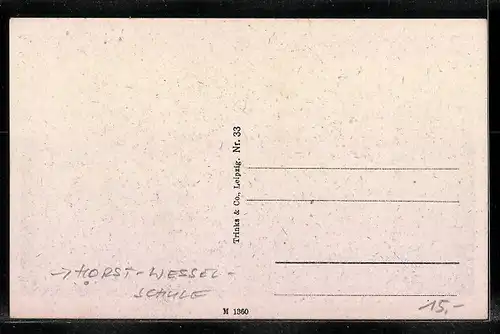 Trinks & Co., Leipzig. Nr. 33
→ HORST-WESSEL-
SCHULE
M 1360
15,-